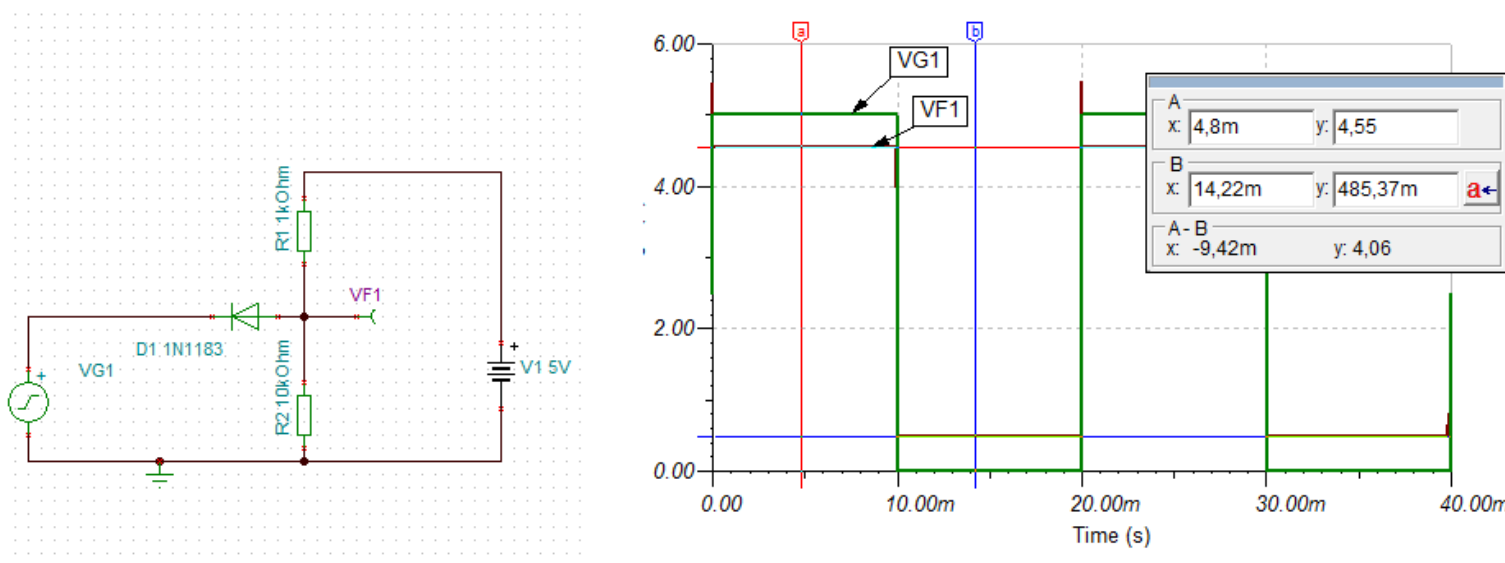 R1 1kOhm
VF1
D1 1N1183
VG1
+
R2 10kOhm
+
V1 5V
6.00
4.00
2.00
0.00
a
b
VG1
VF1
A
x: 4,8m y: 4,55
B
x: 14,22m y: 485,37m a
A - B
x: -9,42m y: 4,06
0.00 10.00m 20.00m 30.00m 40.00m
Time (s)